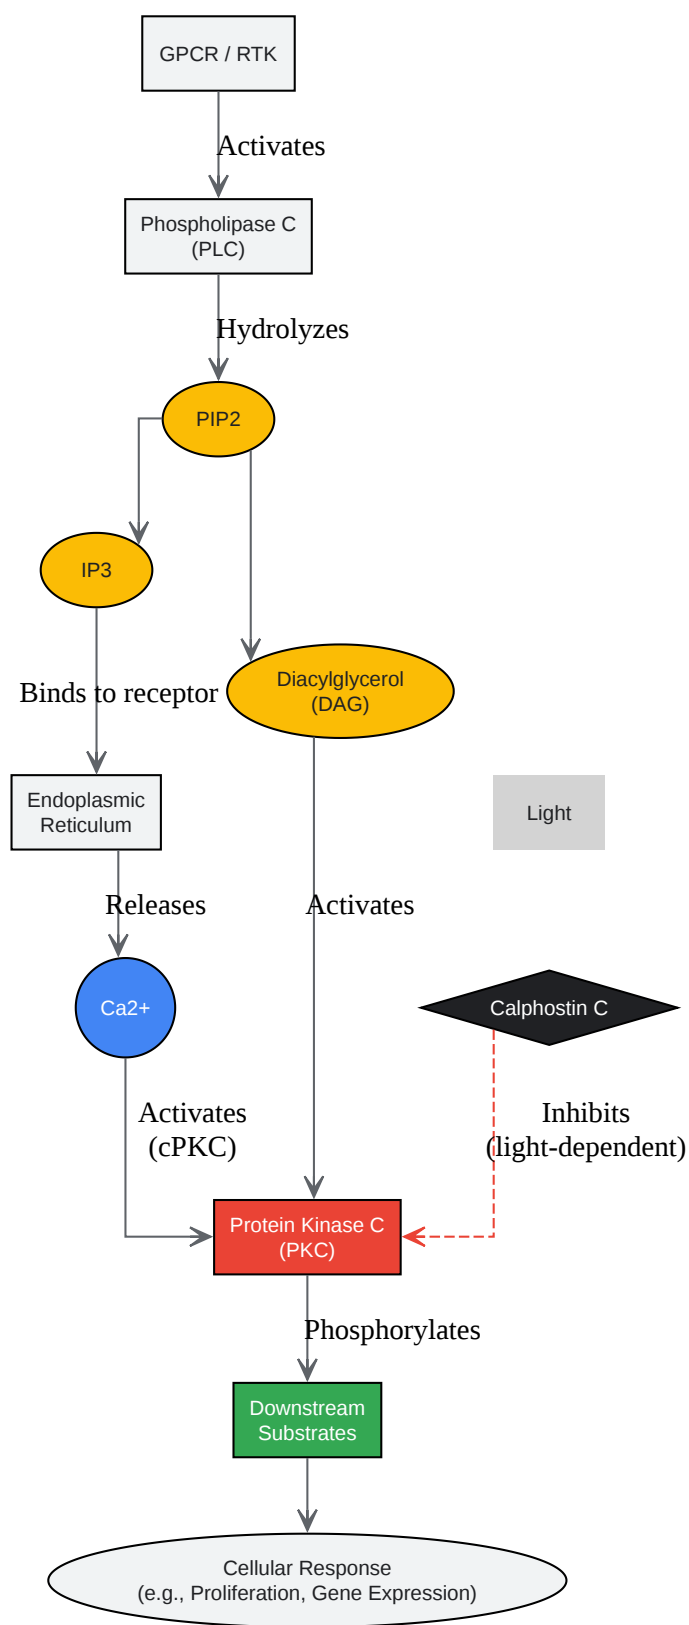 GPCR / RTK
Activates
Phospholipase C
(PLC)
Hydrolyzes
PIP2
IP3
Diacylglycerol
(DAG)
Binds to receptor
Endoplasmic
Reticulum
Light
Releases
Activates
Ca2+
Calphostin C
Activates
(cPKC)
Inhibits
(light-dependent)
Protein Kinase C
(PKC)
Phosphorylates
Downstream
Substrates
Cellular Response
(e.g., Proliferation, Gene Expression)